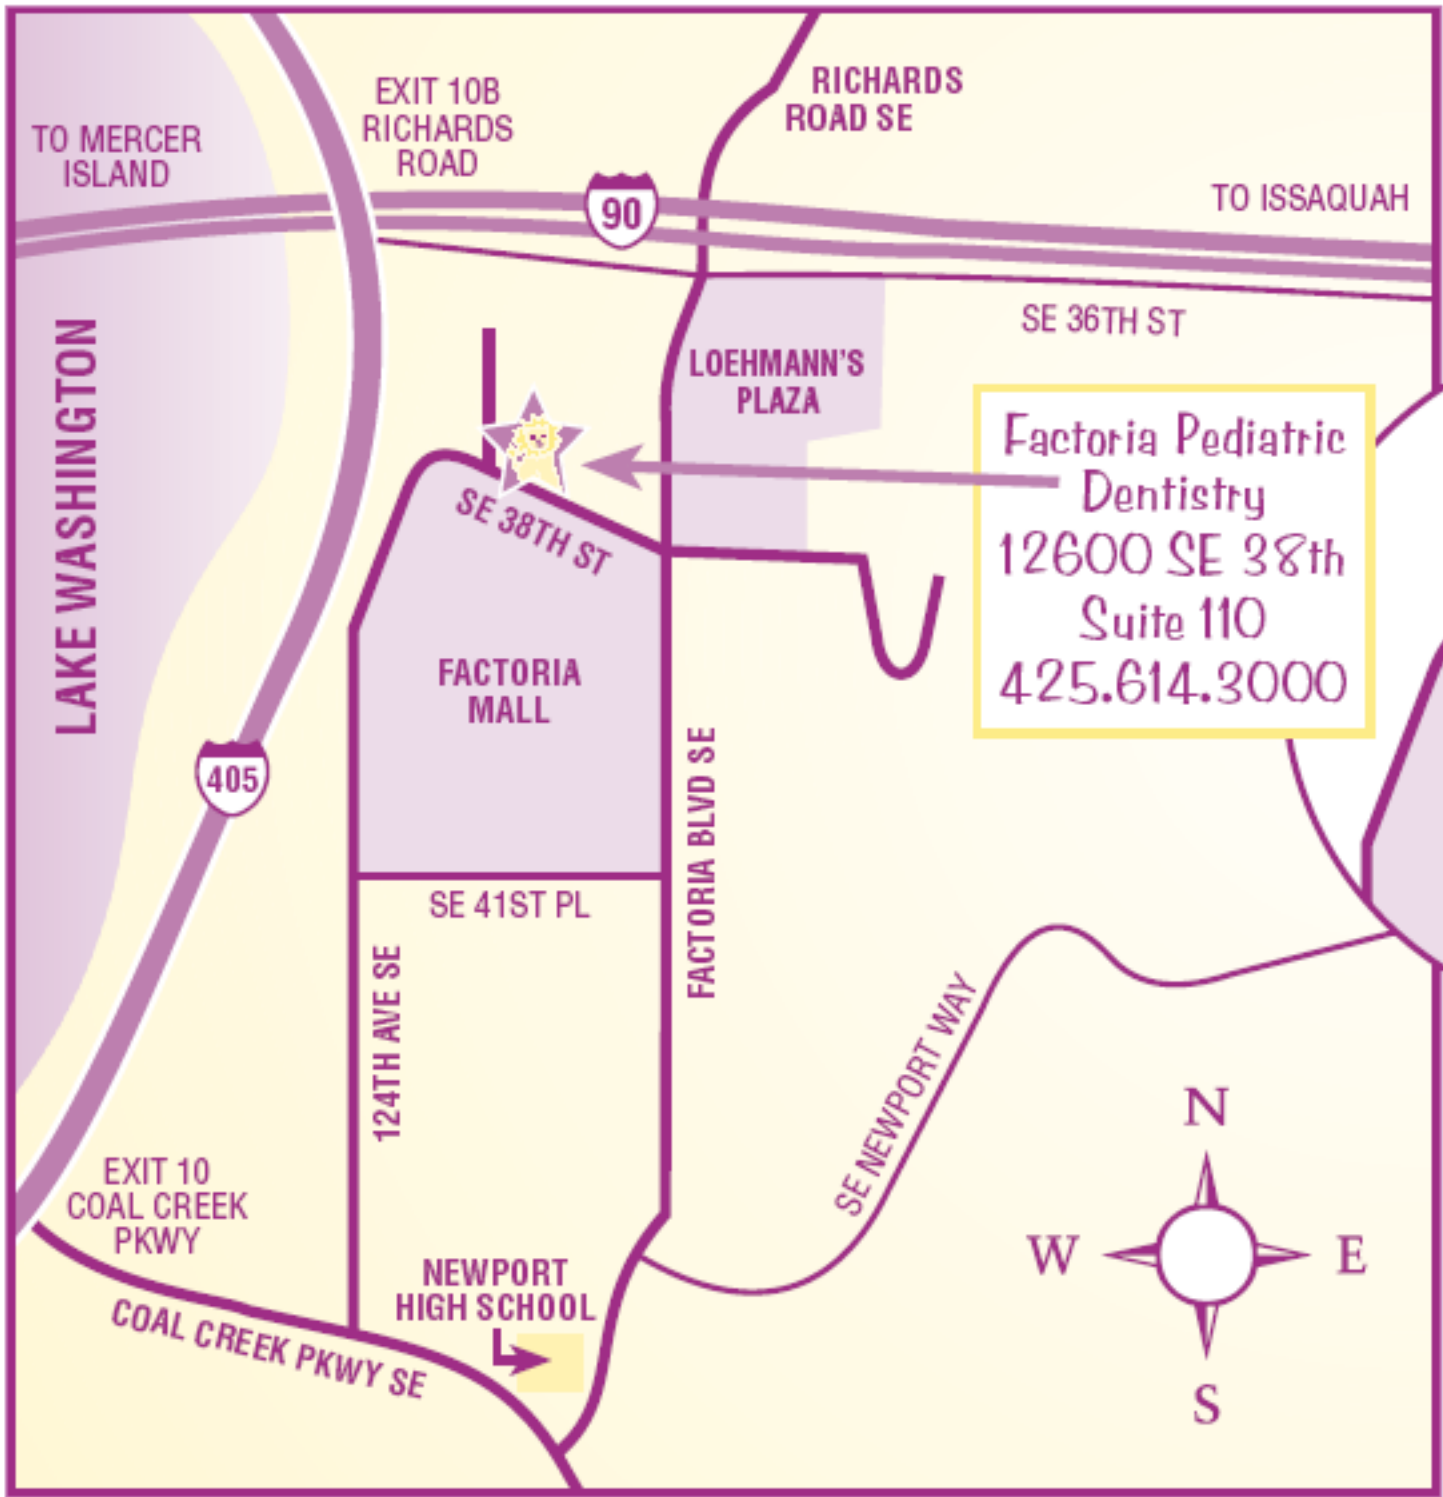 EXIT 10B
RICHARDS
ROAD
RICHARDS
ROAD SE
TO MERCER
ISLAND
90
TO ISSAQUAH
SE 36TH ST
LAKE WASHINGTON
LOEHMANN'S
PLAZA
SE 38TH ST
Factoria Pediatric
Dentistry
12600 SE 38th
Suite 110
425.614.3000
FACTORIA
MALL
405
FACTORIA BLVD SE
SE 41ST PL
124TH AVE SE
SE NEWPORT WAY
EXIT 10
COAL CREEK
PKWY
COAL CREEK PKWY SE
NEWPORT
HIGH SCHOOL
N
W
E
S